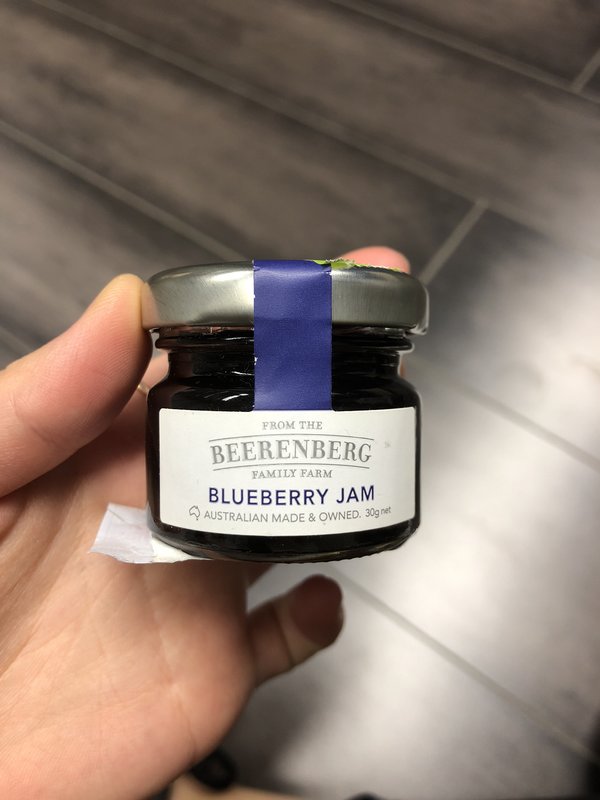 FROM THE
BEERENBERG
FAMILY FARM
BLUEBERRY JAM
AUSTRALIAN MADE & OWNED. 30g net